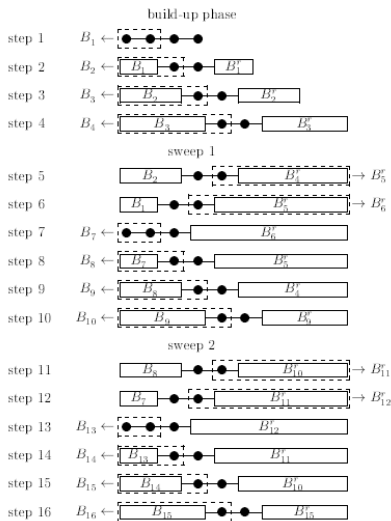 build-up phase
step 1 B₁ ←
step 2 B₂ ← B₁ B₁ʳ
step 3 B₃ ← B₂ B₂ʳ
step 4 B₄ ← B₃ B₃ʳ
sweep 1
step 5 B₂ B₄ʳ → B₅ʳ
step 6 B₁ B₅ʳ → B₆ʳ
step 7 B₇ ← B₆ʳ
step 8 B₈ ← B₇ B₅ʳ
step 9 B₉ ← B₈ B₄ʳ
step 10 B₁₀ ← B₉ B₉ʳ
sweep 2
step 11 B₈ B₁₀ʳ → B₁₁ʳ
step 12 B₇ B₁₁ʳ → B₁₂ʳ
step 13 B₁₃ ← B₁₂ʳ
step 14 B₁₄ ← B₁₃ B₁₁ʳ
step 15 B₁₅ ← B₁₄ B₁₀ʳ
step 16 B₁₆ ← B₁₅ B₁₅ʳ